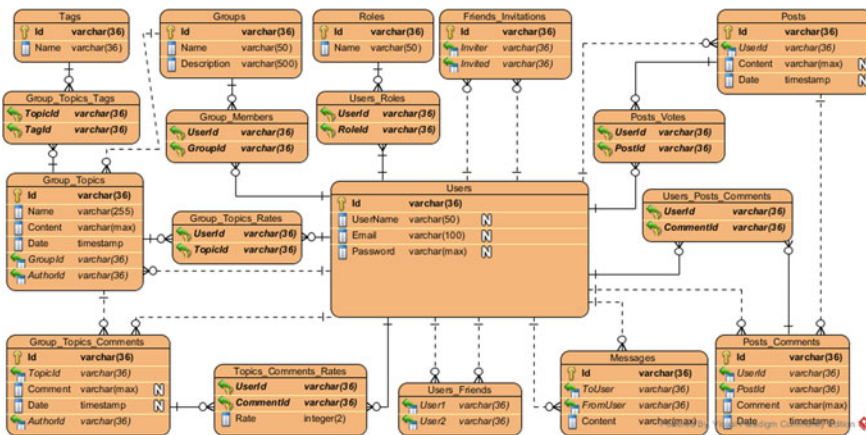 Tags
Id varchar(36)
Name varchar(36)
Groups
Id varchar(36)
Name varchar(50)
Description varchar(500)
Roles
Id varchar(36)
Name varchar(50)
Friends_Invitations
Id varchar(36)
Inviter varchar(36)
Invited varchar(36)
Posts
Id varchar(36)
UserId varchar(36)
Content varchar(max) N
Date timestamp N
Group_Topics_Tags
TopicId varchar(36)
TagId varchar(36)
Group_Members
UserId varchar(36)
GroupId varchar(36)
Users_Roles
UserId varchar(36)
RoleId varchar(36)
Posts_Votes
UserId varchar(36)
PostId varchar(36)
Group_Topics
Id varchar(36)
Name varchar(255)
Content varchar(max)
Date timestamp
GroupId varchar(36)
AuthorId varchar(36)
Group_Topics_Rates
UserId varchar(36)
TopicId varchar(36)
Users
Id varchar(36)
UserName varchar(50) N
Email varchar(100) N
Password varchar(max) N
Users_Posts_Comments
UserId varchar(36)
CommentId varchar(36)
Group_Topics_Comments
Id varchar(36)
TopicId varchar(36)
Comment varchar(max) N
Date timestamp N
AuthorId varchar(36)
Topics_Comments_Rates
UserId varchar(36)
CommentId varchar(36)
Rate integer(2)
Users_Friends
User1 varchar(36)
User2 varchar(36)
Messages
Id varchar(36)
ToUser varchar(36)
FromUser varchar(36)
Content varchar(max)
Posts_Comments
Id varchar(36)
UserId varchar(36)
PostId varchar(36)
Comment varchar(max)
Date timestamp